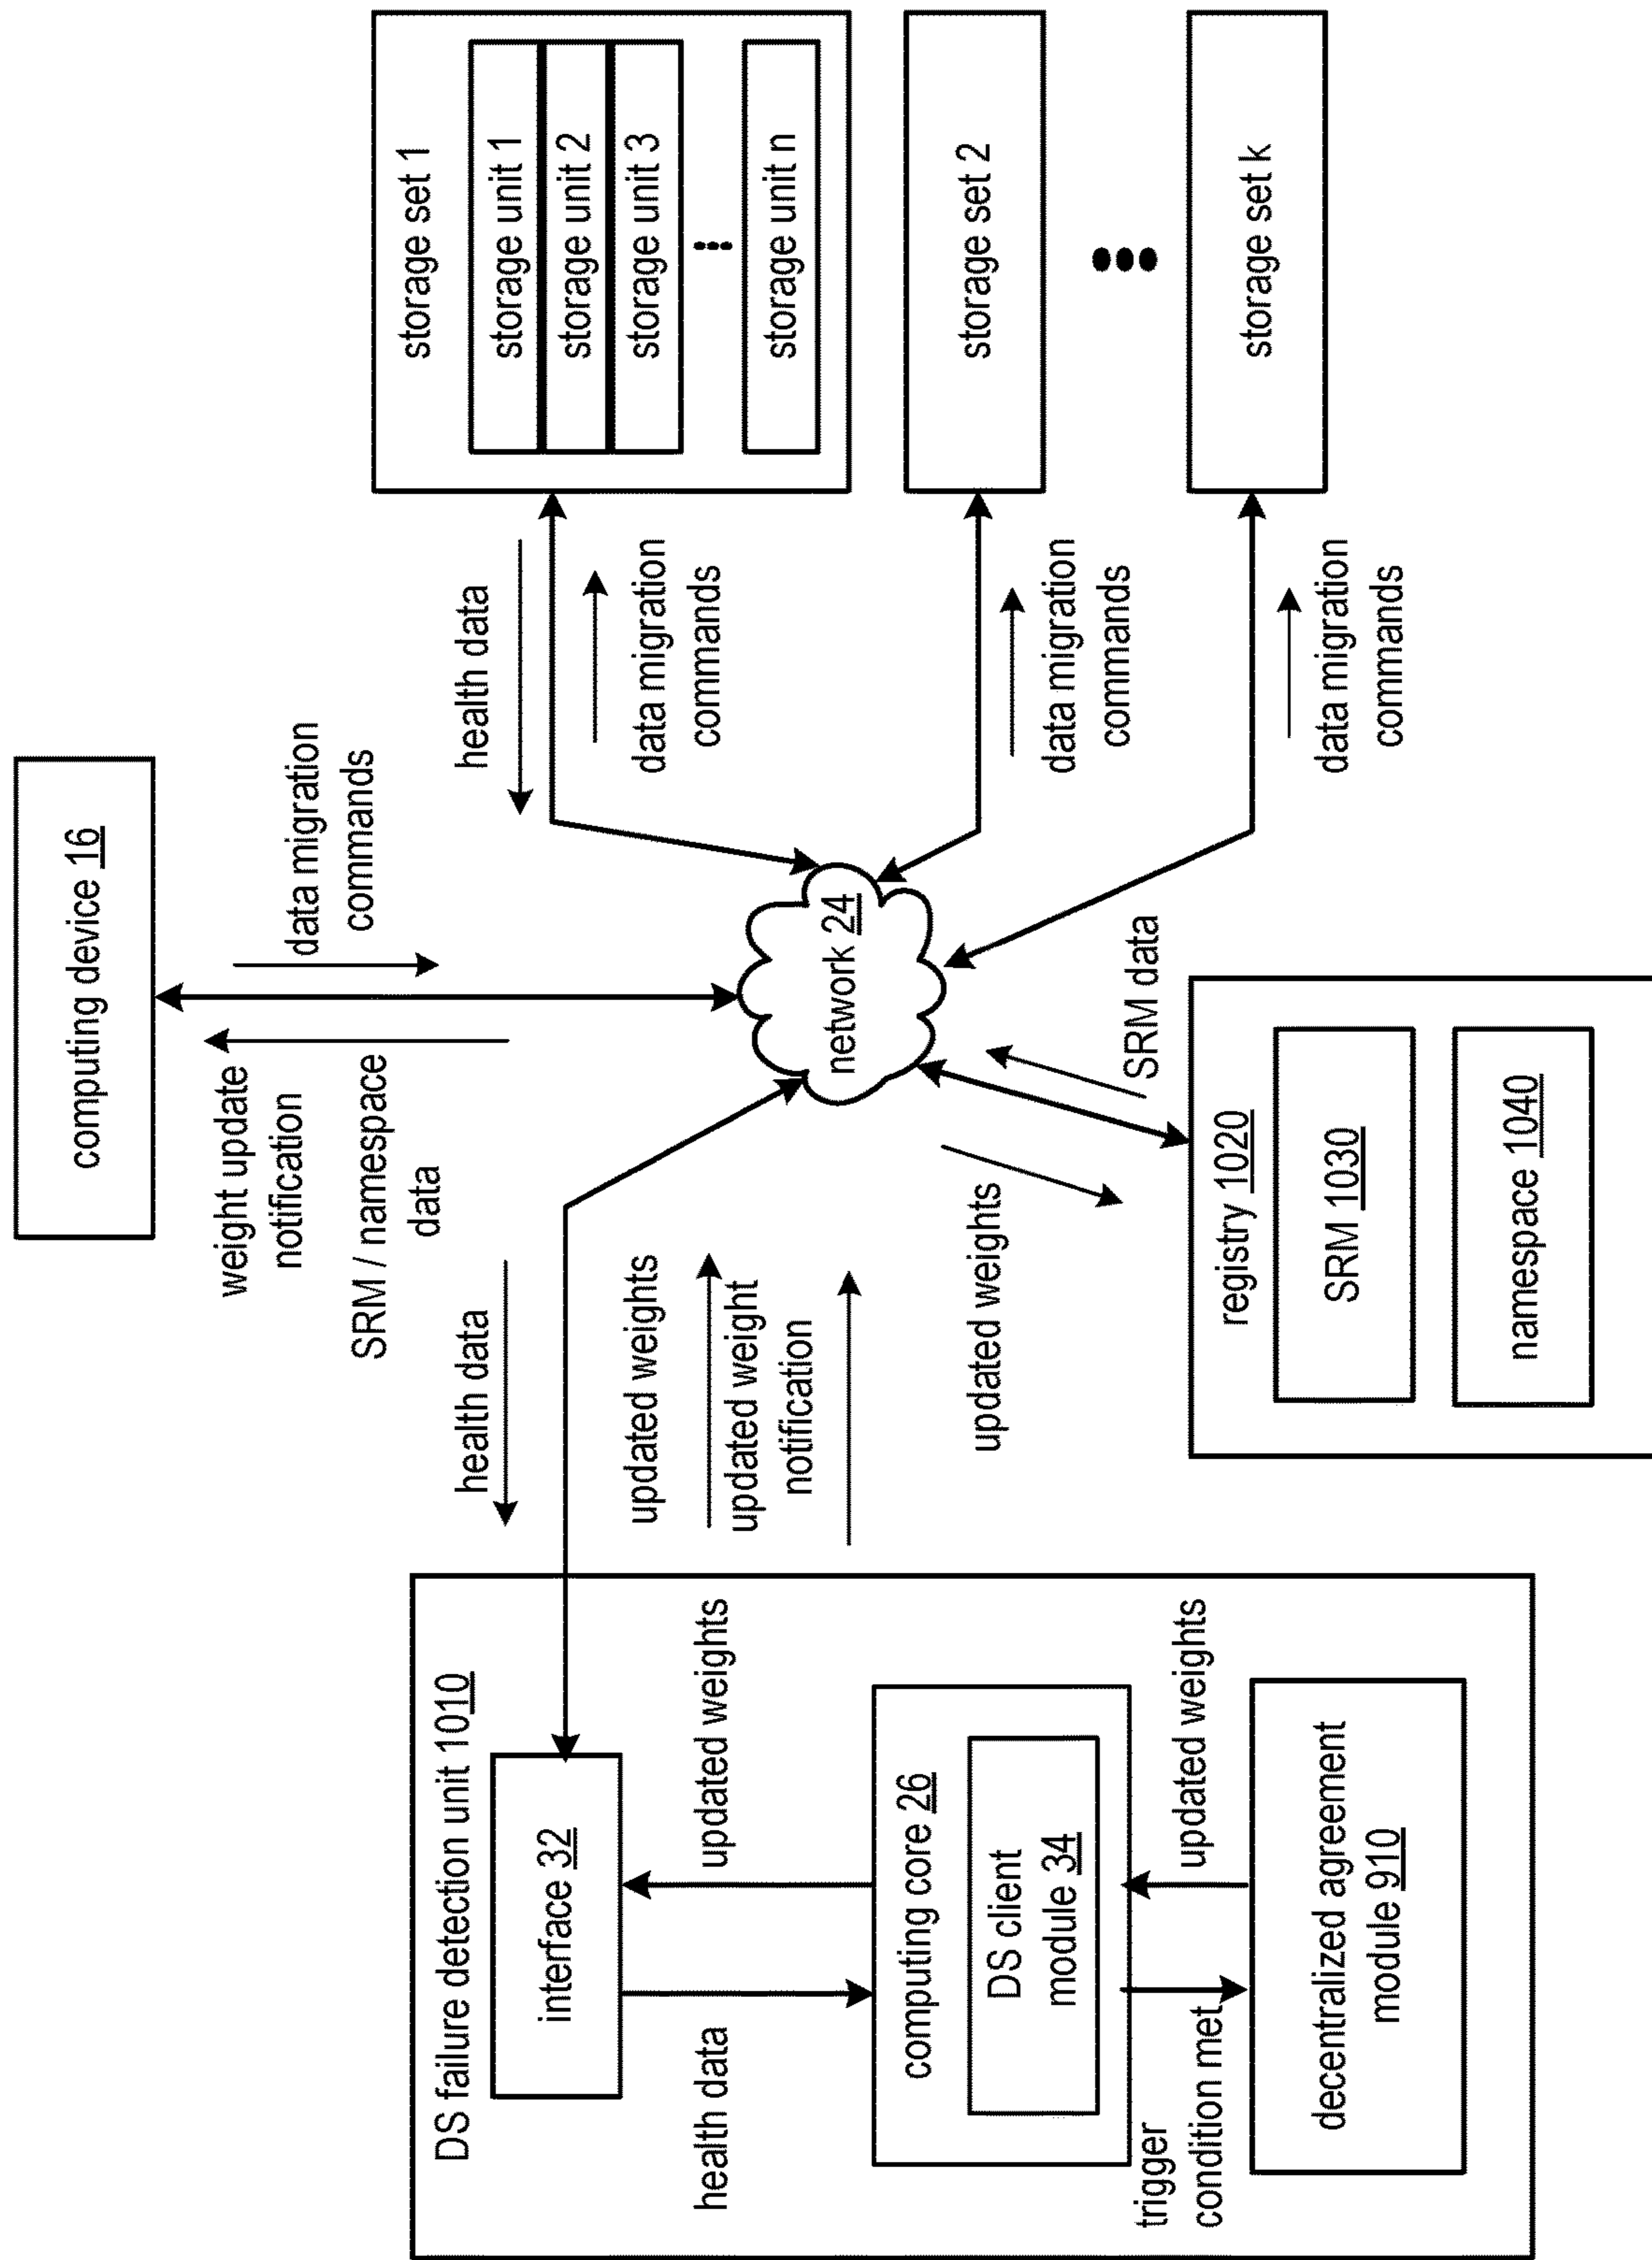 computing device 16
weight update
notification
SRM / namespace
data
data migration
commands
DS failure detection unit 1010
interface 32
health data
updated weights
computing core 26
DS client
module 34
trigger
condition met
updated weights
decentralized agreement
module 910
health data
updated weights
updated weight
notification
network 24
updated weights
SRM data
registry 1020
SRM 1030
namespace 1040
health data
data migration
commands
storage set 1
storage unit 1
storage unit 2
storage unit 3
storage unit n
data migration
commands
storage set 2
data migration
commands
storage set k